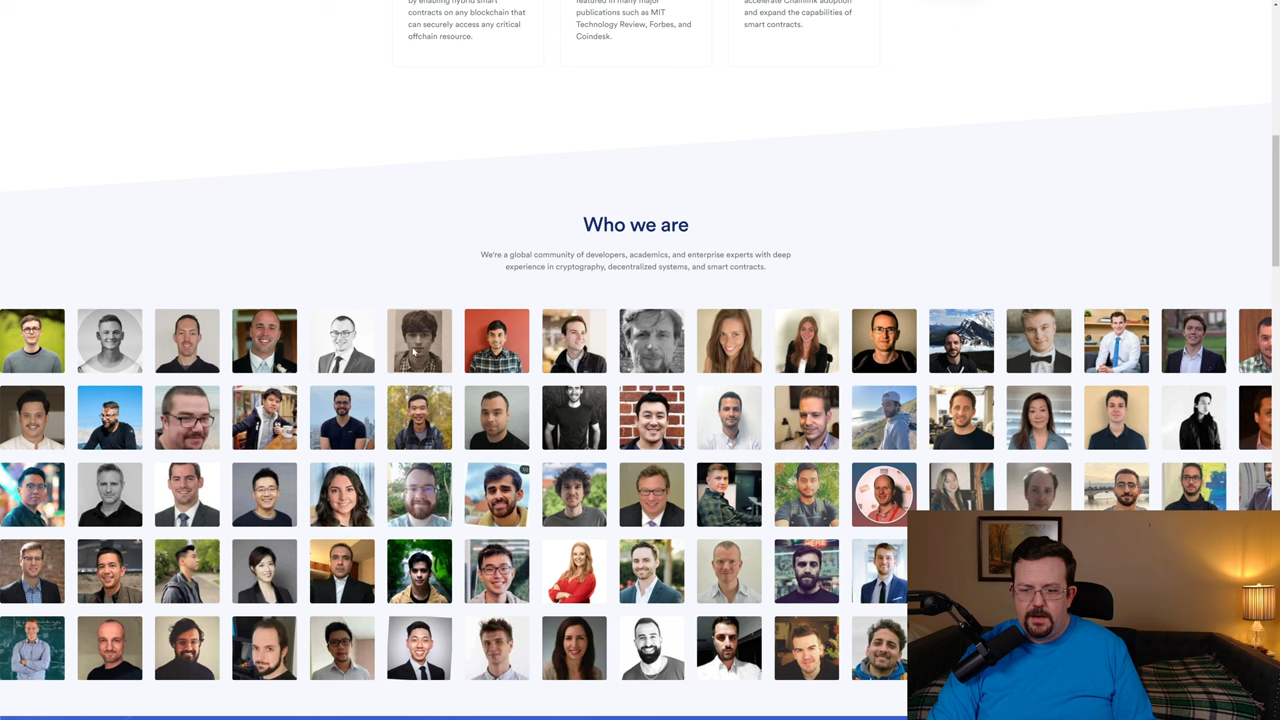 by enabling hybrid smart
contracts on any blockchain that
can securely access any critical
offchain resource.
featured in many major
publications such as MIT
Technology Review, Forbes, and
Coindesk.
accelerate Chainlink adoption
and expand the capabilities of
smart contracts.
Who we are
We're a global community of developers, academics, and enterprise experts with deep
experience in cryptography, decentralized systems, and smart contracts.